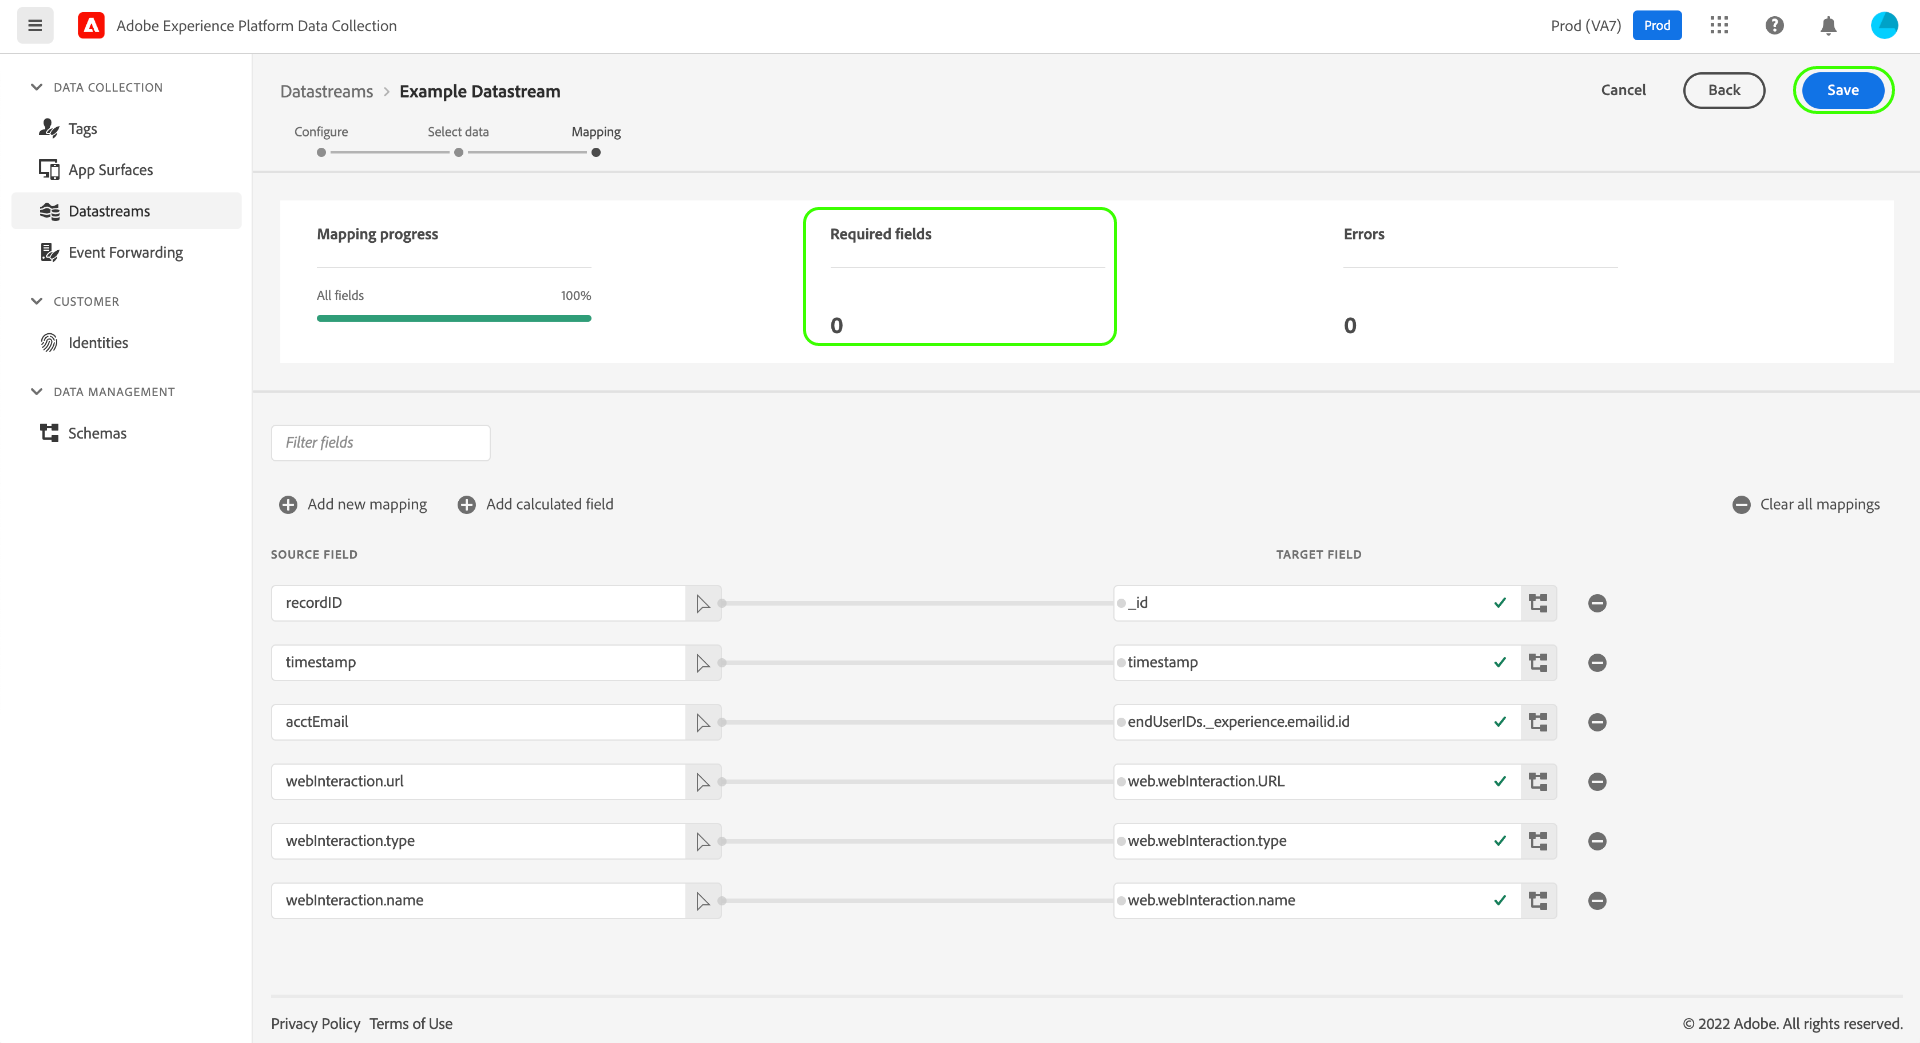 Adobe Experience Platform Data Collection
Prod (VA7) Prod
DATA COLLECTION
Tags
App Surfaces
Datastreams
Event Forwarding
CUSTOMER
Identities
DATA MANAGEMENT
Schemas
Datastreams > Example Datastream
Cancel Back Save
Configure Select data Mapping
Mapping progress
All fields 100%
Required fields
0
Errors
0
Filter fields
Add new mapping Add calculated field Clear all mappings
SOURCE FIELD TARGET FIELD
recordID _id
timestamp timestamp
acctEmail endUserIDs._experience.emailid.id
webInteraction.url web.webInteraction.URL
webInteraction.type web.webInteraction.type
webInteraction.name web.webInteraction.name
Privacy Policy Terms of Use © 2022 Adobe. All rights reserved.